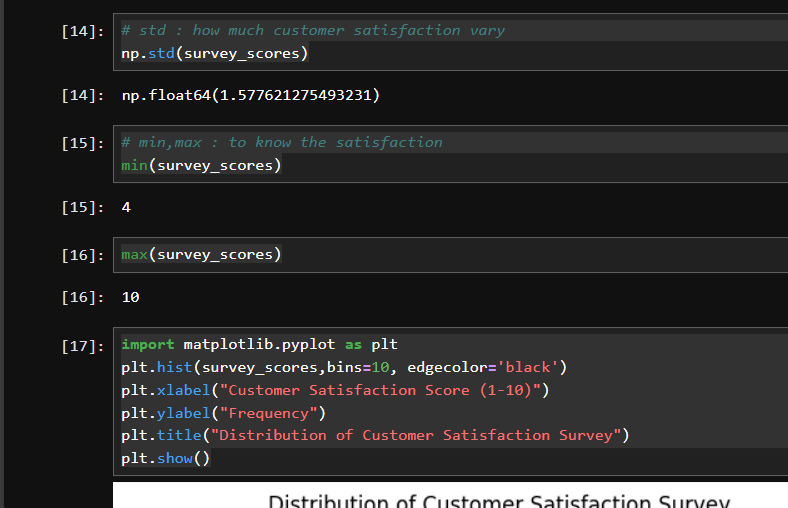 [14]: # std : how much customer satisfaction vary
np.std(survey_scores)
[14]: np.float64(1.577621275493231)
[15]: # min,max : to know the satisfaction
min(survey_scores)
[15]: 4
[16]: max(survey_scores)
[16]: 10
[17]: import matplotlib.pyplot as plt
plt.hist(survey_scores,bins=10, edgecolor='black')
plt.xlabel("Customer Satisfaction Score (1-10)")
plt.ylabel("Frequency")
plt.title("Distribution of Customer Satisfaction Survey")
plt.show()
Distribution of Customer Satisfaction Survey